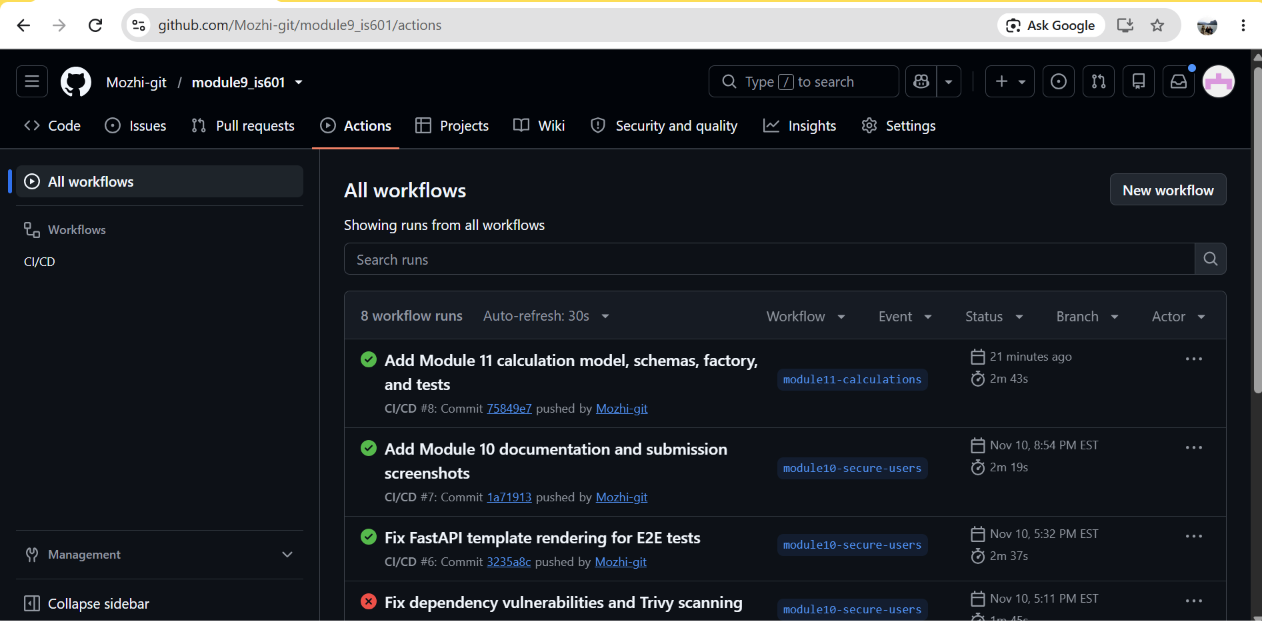 github.com/Mozhi-git/module9_is601/actions
Ask Google
Mozhi-git / module9_is601
Type / to search
Code
Issues
Pull requests
Actions
Projects
Wiki
Security and quality
Insights
Settings
All workflows
Workflows
CI/CD
Management
Collapse sidebar
All workflows
New workflow
Showing runs from all workflows
Search runs
8 workflow runs
Auto-refresh: 30s
Workflow
Event
Status
Branch
Actor
Add Module 11 calculation model, schemas, factory,
and tests
CI/CD #8: Commit 75849e7 pushed by Mozhi-git
module11-calculations
21 minutes ago
2m 43s
Add Module 10 documentation and submission
screenshots
CI/CD #7: Commit 1a71913 pushed by Mozhi-git
module10-secure-users
Nov 10, 8:54 PM EST
2m 19s
Fix FastAPI template rendering for E2E tests
CI/CD #6: Commit 3235a8c pushed by Mozhi-git
module10-secure-users
Nov 10, 5:32 PM EST
2m 37s
Fix dependency vulnerabilities and Trivy scanning
module10-secure-users
Nov 10, 5:11 PM EST